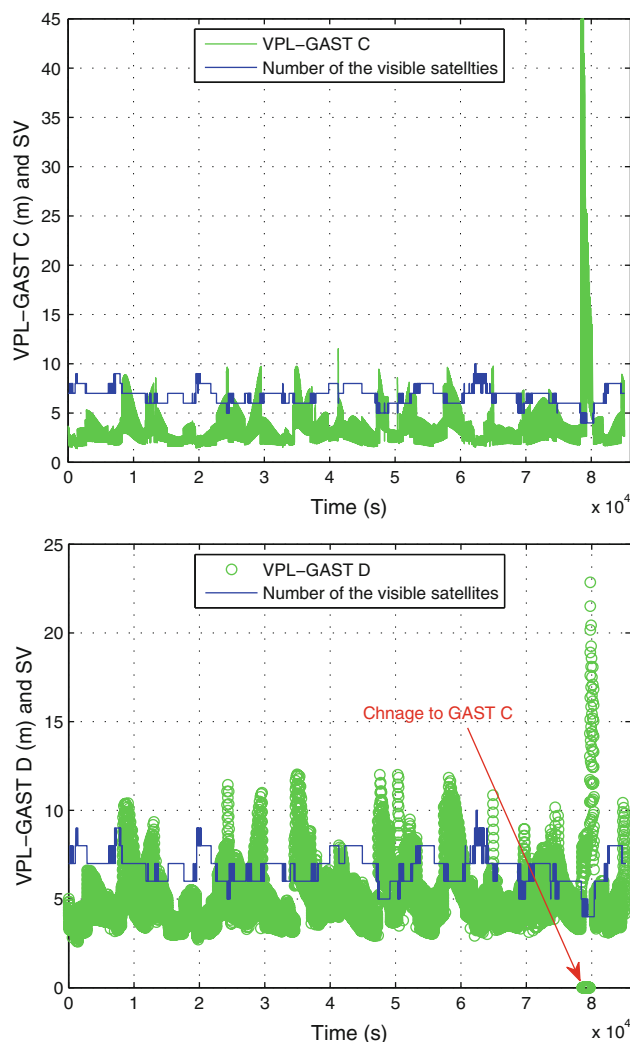 45
40
35
30
25
20
15
10
5
0
VPL-GAST C (m) and SV
VPL-GAST C
Number of the visible satellties
0 1 2 3 4 5 6 7 8
Time (s)
x 10^4
25
20
15
10
5
0
VPL-GAST D (m) and SV
VPL-GAST D
Number of the visible satellites
Chnage to GAST C
0 1 2 3 4 5 6 7 8
Time (s)
x 10^4